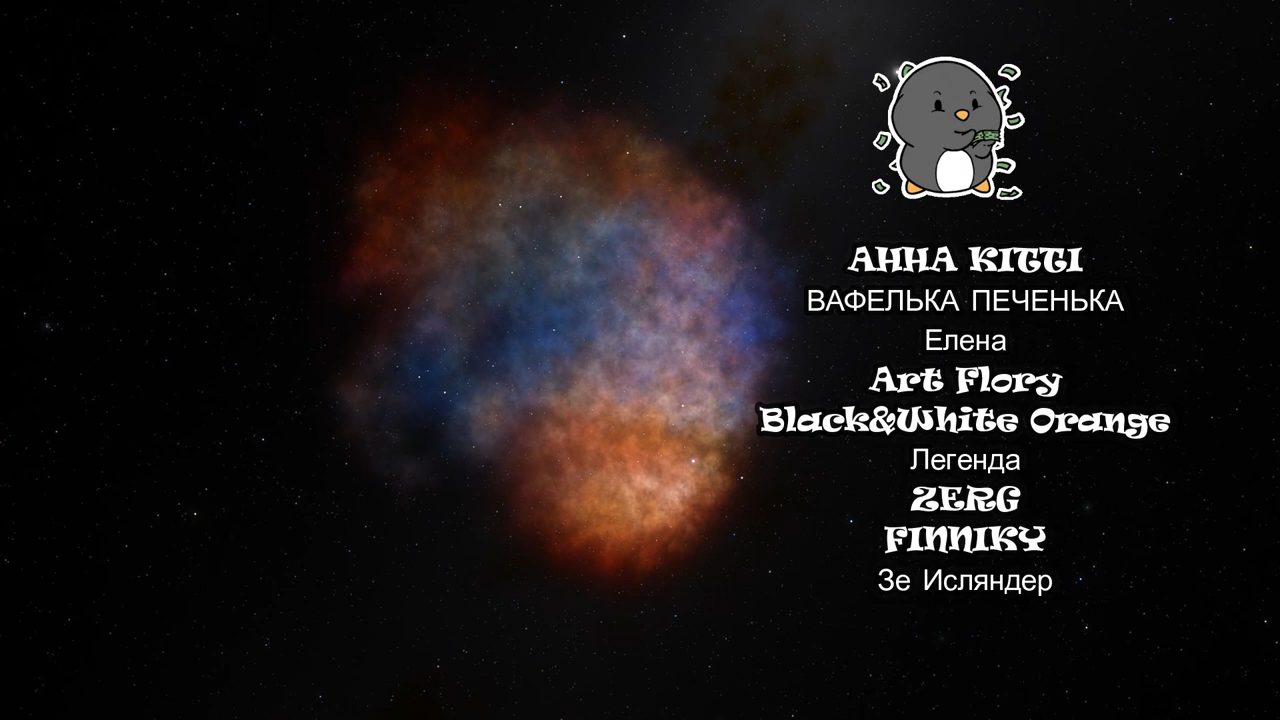 AHHA KITTI
ВАФЕЛЬКА ПЕЧЕНЬКА
Елена
Art Flory
Black&White Orange
Легенда
ZERG
FINNIKY
Зе Исляндер